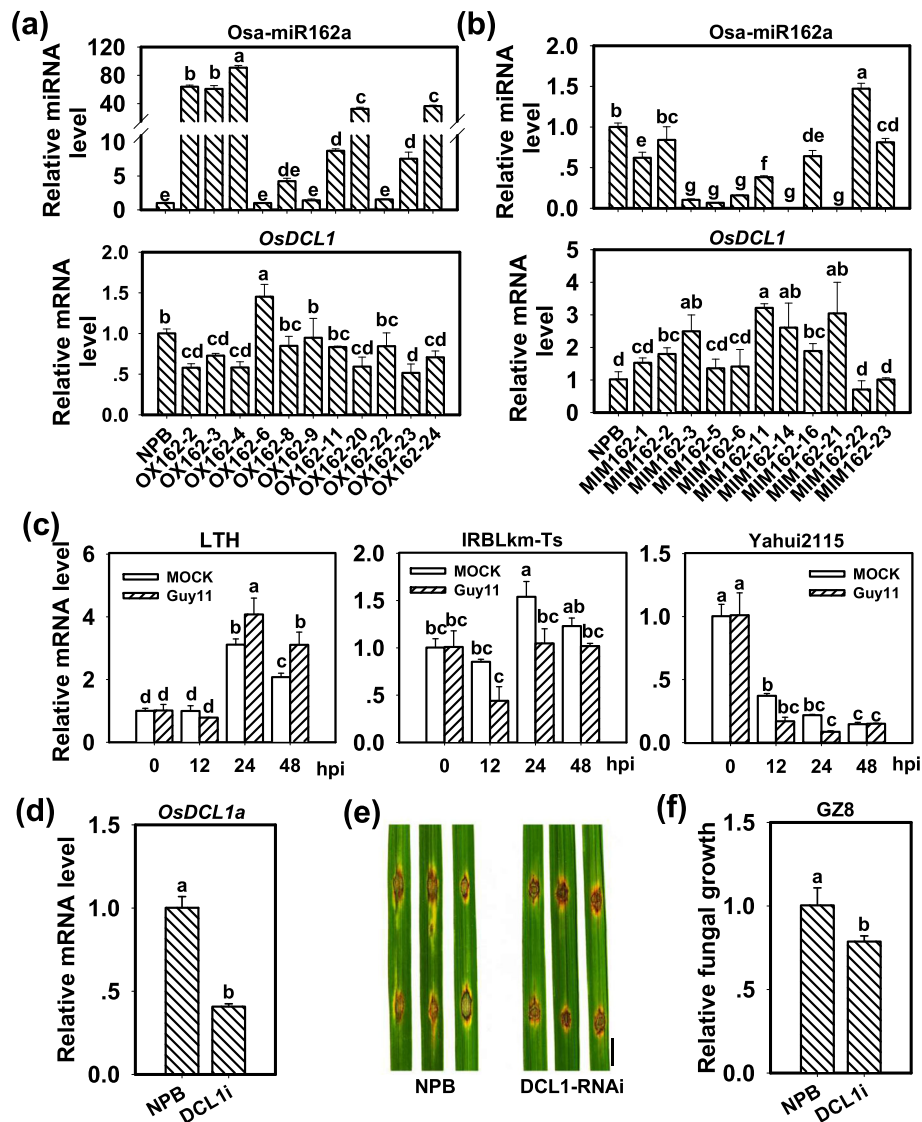 (a)
Osa-miR162a
Relative miRNA level
120
80
40
10
5
0
e b b a e de e d c e d c
OsDCL1
Relative mRNA level
2.0
1.5
1.0
.5
0.0
b cd cd cd a bc b bc cd bc d cd
NPB
OX162-2
OX162-3
OX162-4
OX162-6
OX162-8
OX162-9
OX162-11
OX162-20
OX162-22
OX162-23
OX162-24
(b)
Osa-miR162a
Relative miRNA level
2.0
1.5
1.0
.5
0.0
b e bc g g g f g de g a cd
OsDCL1
Relative mRNA level
5
4
3
2
1
0
d cd bc ab cd cd a ab bc ab d d
NPB
MIM162-1
MIM162-2
MIM162-3
MIM162-5
MIM162-6
MIM162-11
MIM162-14
MIM162-16
MIM162-21
MIM162-22
MIM162-23
(c)
LTH
Relative mRNA level
6
4
2
0
MOCK
Guy11
d d d d b a c b
0 12 24 48 hpi
IRBLkm-Ts
2.0
1.5
1.0
.5
0.0
MOCK
Guy11
bc bc bc c a bc ab bc
0 12 24 48 hpi
Yahui2115
1.5
1.0
.5
0.0
MOCK
Guy11
a a b bc bc c c c
0 12 24 48 hpi
(d)
OsDCL1a
Relative mRNA level
1.5
1.0
.5
0.0
a b
NPB
DCL1i
(e)
NPB
DCL1-RNAi
(f)
GZ8
Relative fungal growth
1.5
1.0
.5
0.0
a b
NPB
DCL1i